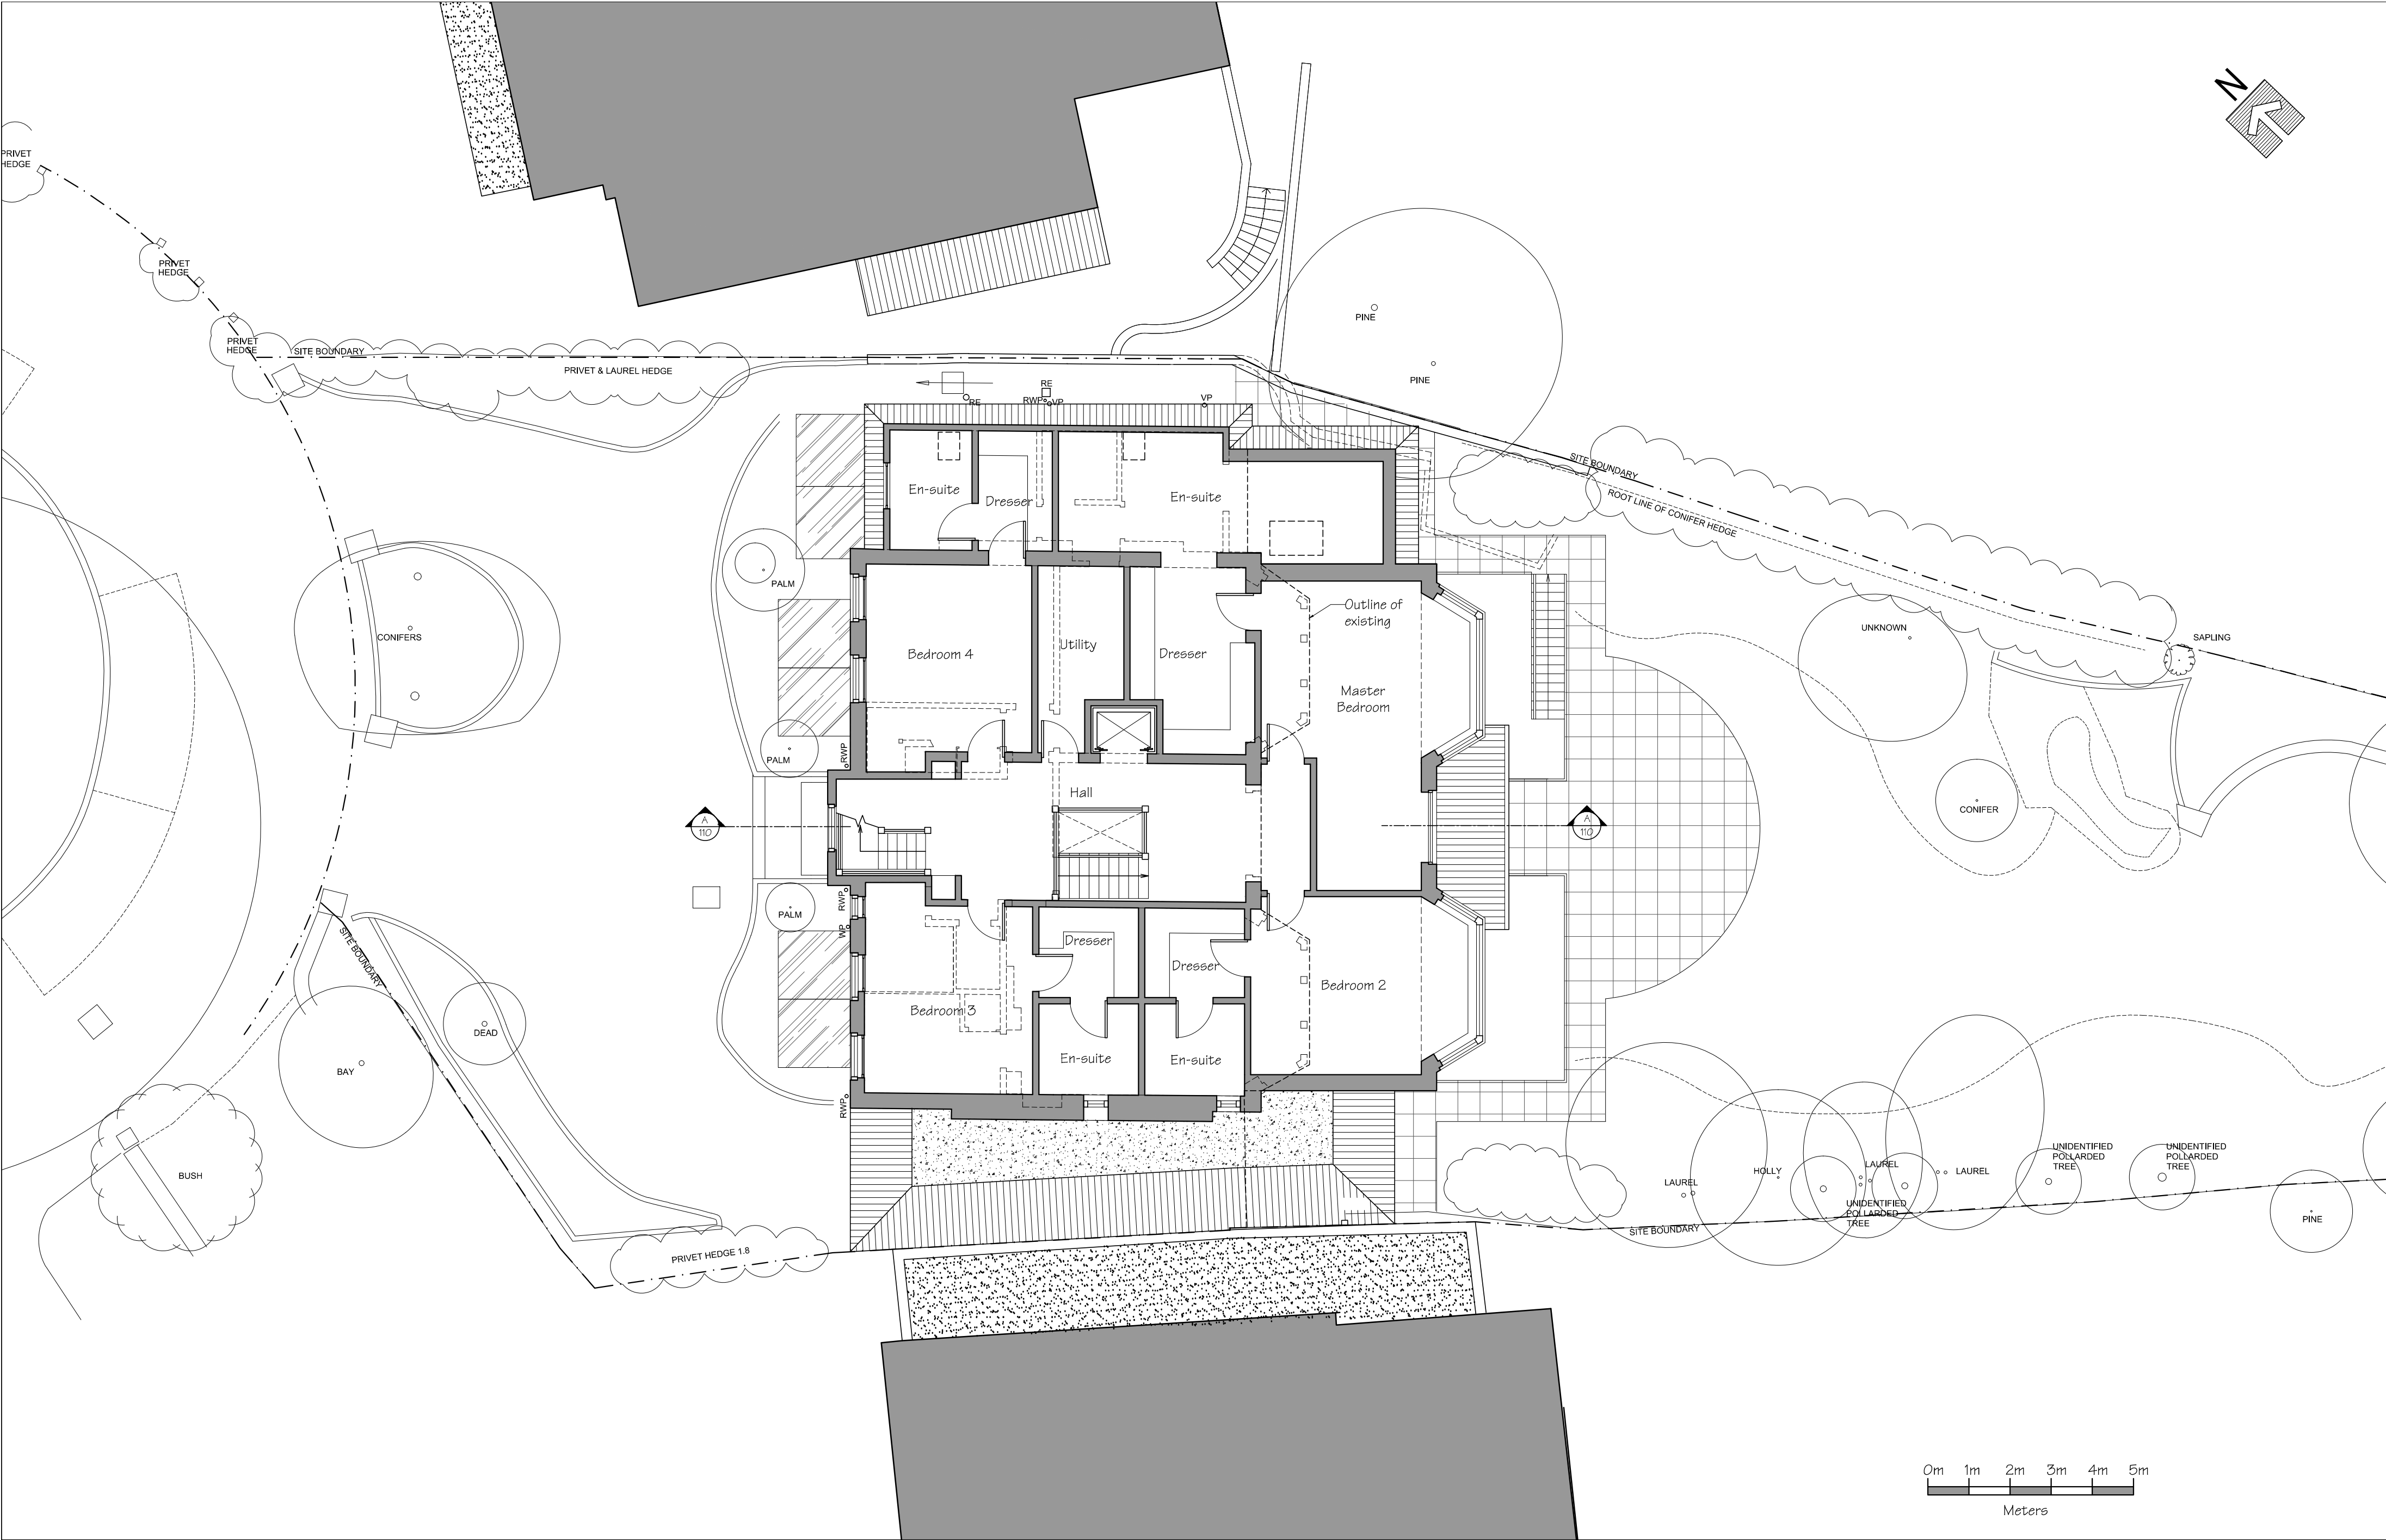 N
PRIVET
HEDGE
PRIVET
HEDGE
PRIVET
HEDGE
SITE BOUNDARY
PRIVET & LAUREL HEDGE
PINE
PINE
RE
RE
RWP
VP
VP
SITE BOUNDARY
ROOT LINE OF CONIFER HEDGE
En-suite
Dresser
En-suite
PALM
CONIFERS
Outline of
existing
UNKNOWN
SAPLING
Bedroom 4
Utility
Dresser
Master
Bedroom
PALM
RWP
Hall
CONIFER
A
110
A
110
RWP
PALM
WP
SITE BOUNDARY
Dresser
Dresser
Bedroom 2
Bedroom 3
DEAD
BAY
En-suite
En-suite
RWP
BUSH
HOLLY
LAUREL
LAUREL
LAUREL
UNIDENTIFIED
POLLARDED
TREE
UNIDENTIFIED
POLLARDED
TREE
UNIDENTIFIED
POLLARDED
TREE
PINE
SITE BOUNDARY
PRIVET HEDGE 1.8
0m 1m 2m 3m 4m 5m
Meters